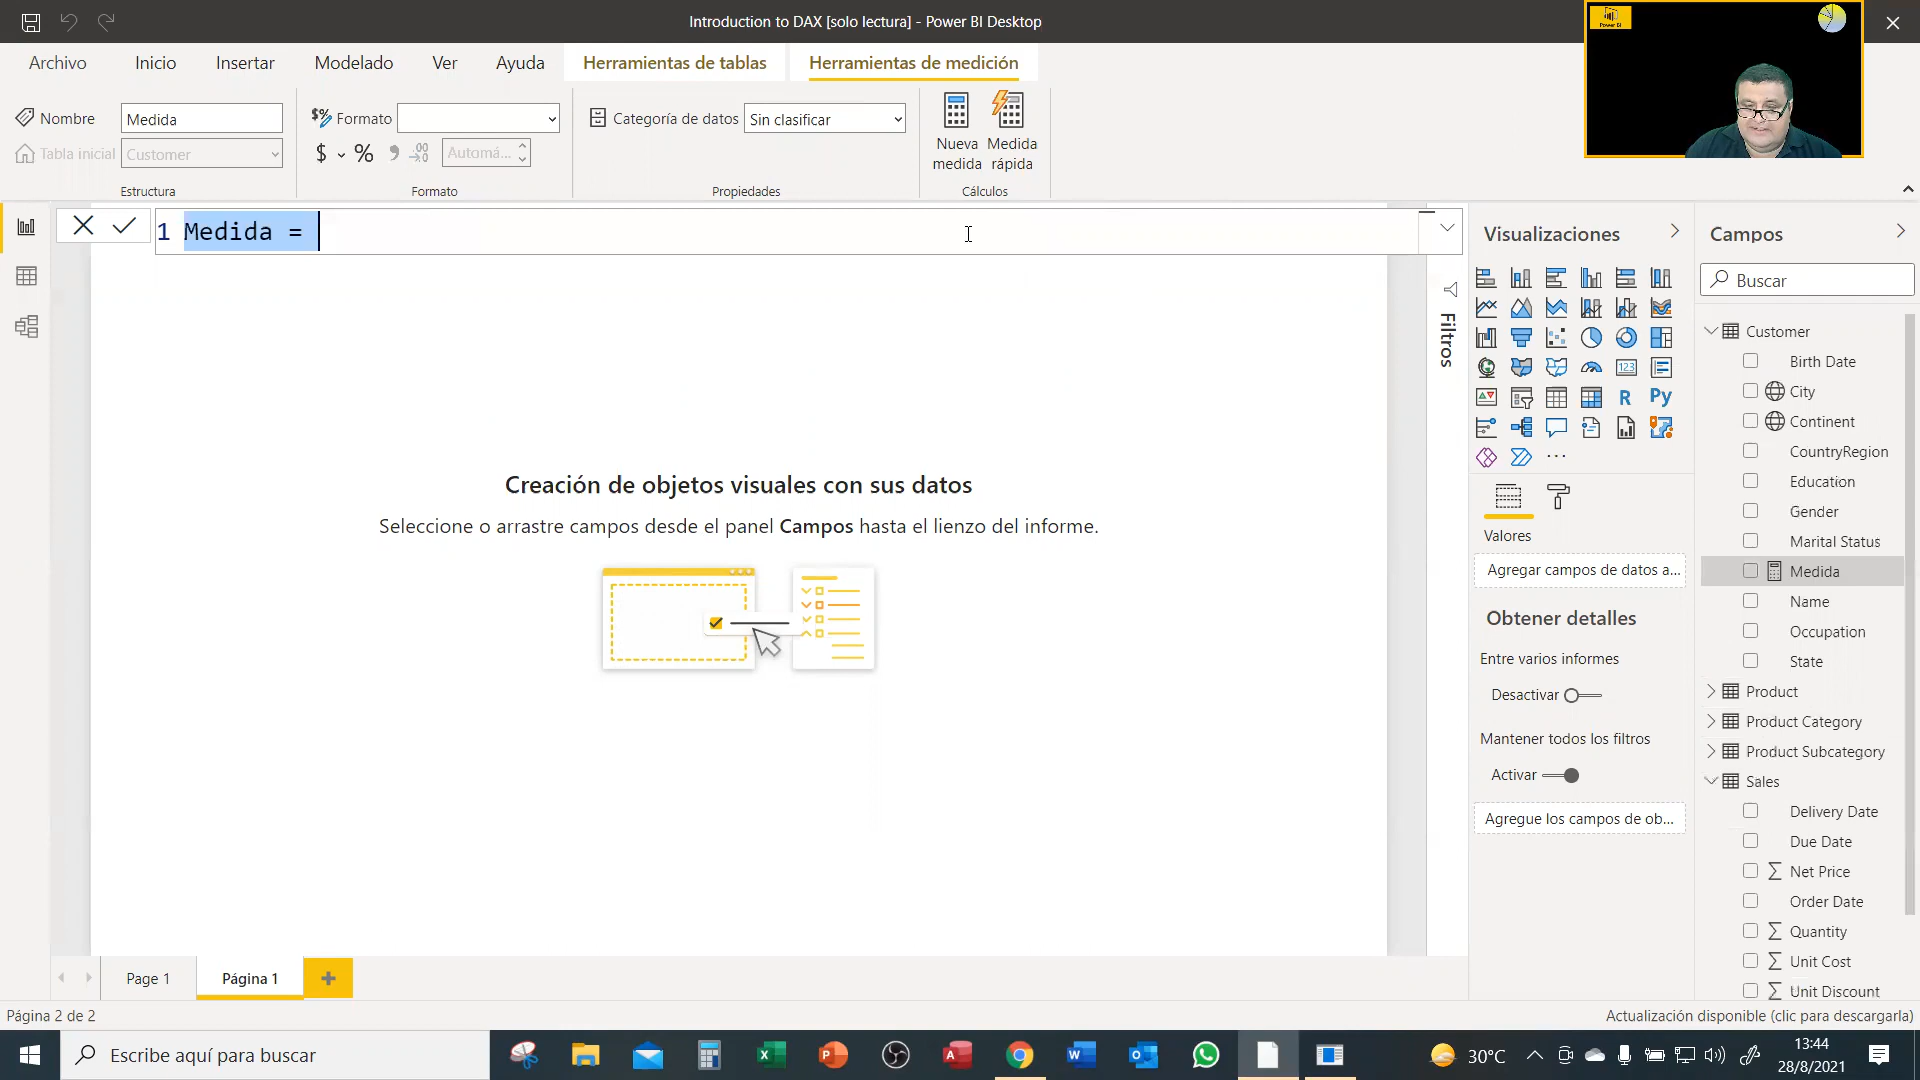 Introduction to DAX [solo lectura] - Power BI Desktop
Power BI
Archivo
Inicio
Insertar
Modelado
Ver
Ayuda
Herramientas de tablas
Herramientas de medición
Nombre
Medida
Tabla inicial
Customer
Estructura
Formato
$
%
Automá...
Formato
Categoría de datos
Sin clasificar
Propiedades
Nueva
medida
Medida
rápida
Cálculos
1 Medida =
Creación de objetos visuales con sus datos
Seleccione o arrastre campos desde el panel Campos hasta el lienzo del informe.
Filtros
Visualizaciones
123
R
Py
Valores
Agregar campos de datos a...
Obtener detalles
Entre varios informes
Desactivar
Mantener todos los filtros
Activar
Agregue los campos de ob...
Campos
Buscar
Customer
Birth Date
City
Continent
CountryRegion
Education
Gender
Marital Status
Medida
Name
Occupation
State
Product
Product Category
Product Subcategory
Sales
Delivery Date
Due Date
Net Price
Order Date
Quantity
Unit Cost
Unit Discount
Page 1
Página 1
Página 2 de 2
Actualización disponible (clic para descargarla)
Escribe aquí para buscar
30°C
13:44
28/8/2021